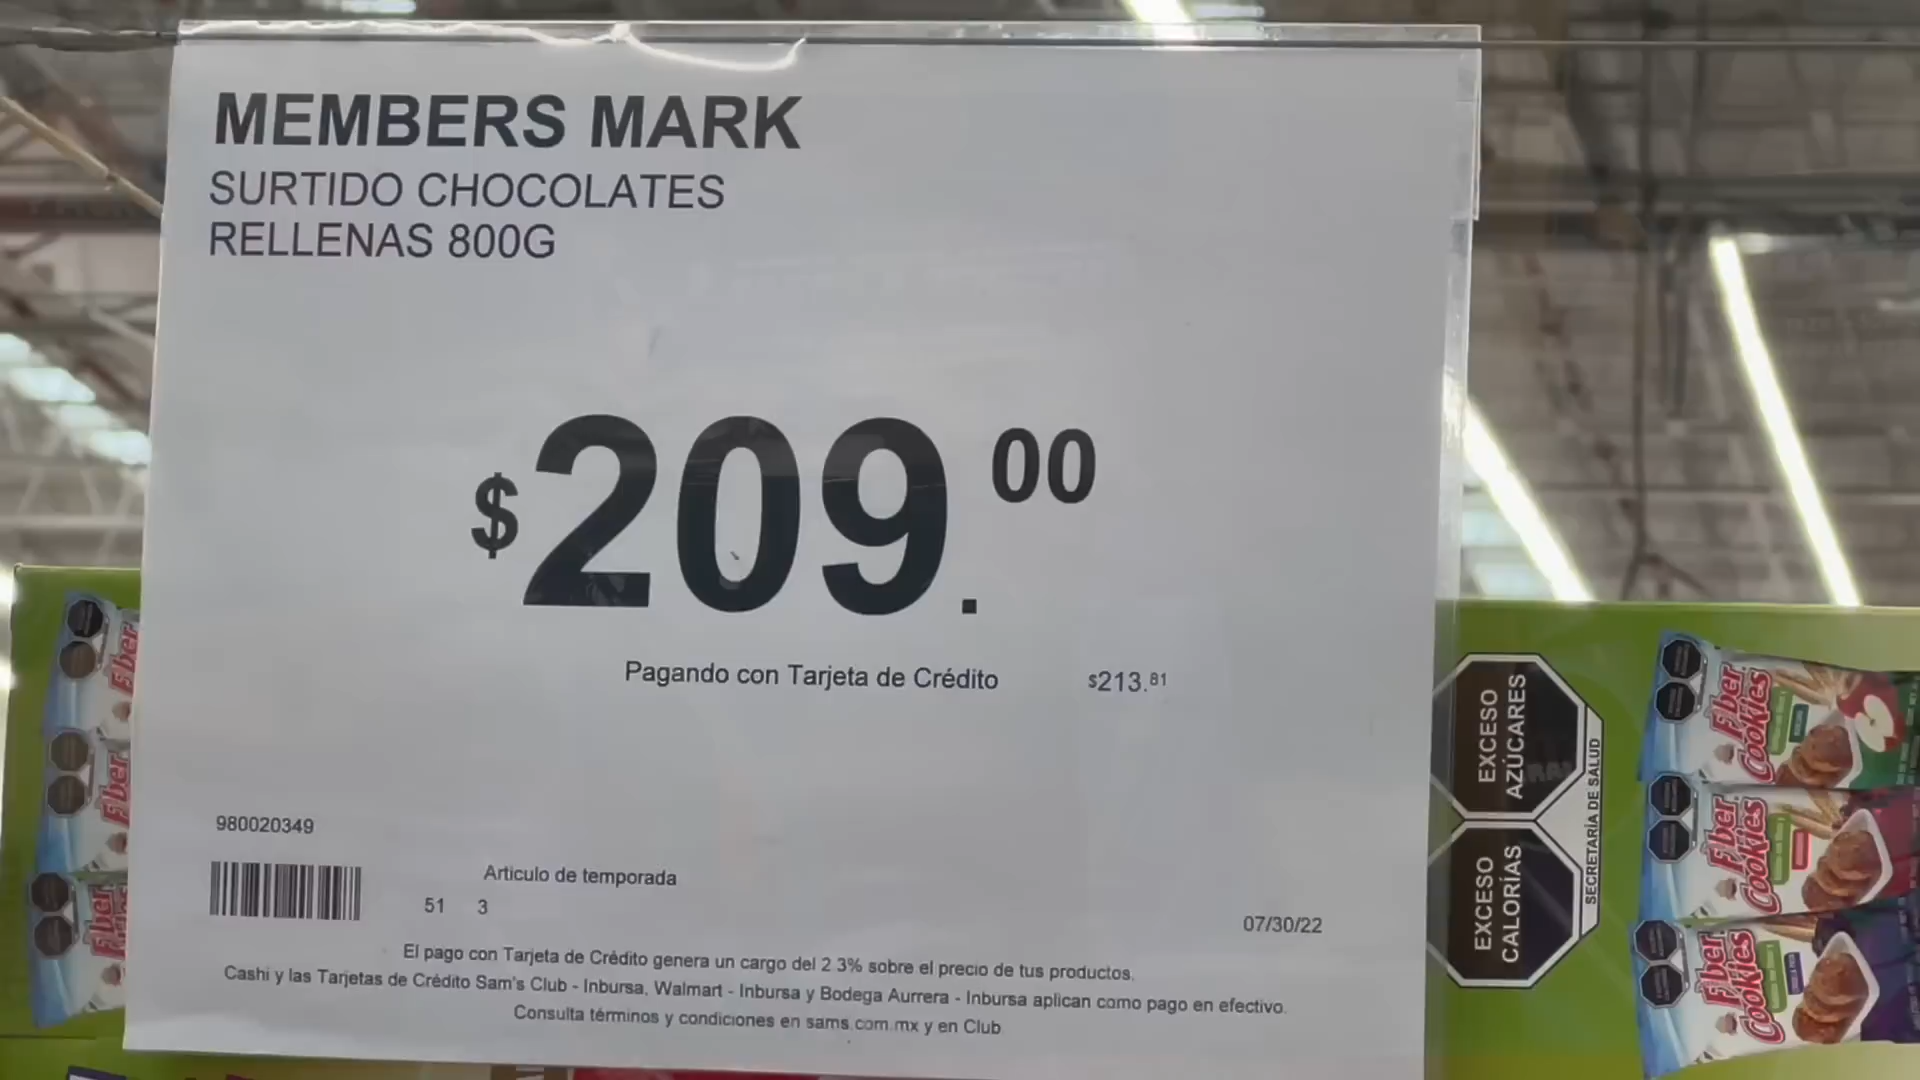 MEMBERS MARK
SURTIDO CHOCOLATES
RELLENAS 800G
$209.00
Pagando con Tarjeta de Crédito $213.81
980020349
Articulo de temporada
51 3
07/30/22
El pago con Tarjeta de Crédito genera un cargo del 2.3% sobre el precio de tus productos.
Cashi y las Tarjetas de Crédito Sam's Club - Inbursa, Walmart - Inbursa y Bodega Aurrera - Inbursa aplican como pago en efectivo.
Consulta términos y condiciones en sams.com.mx y en Club
EXCESO
AZÚCARES
EXCESO
CALORÍAS
SECRETARÍA DE SALUD
Fiber
Cookies
Fiber
Cookies
Fiber
Cookies
Fiber
Fiber
Fiber